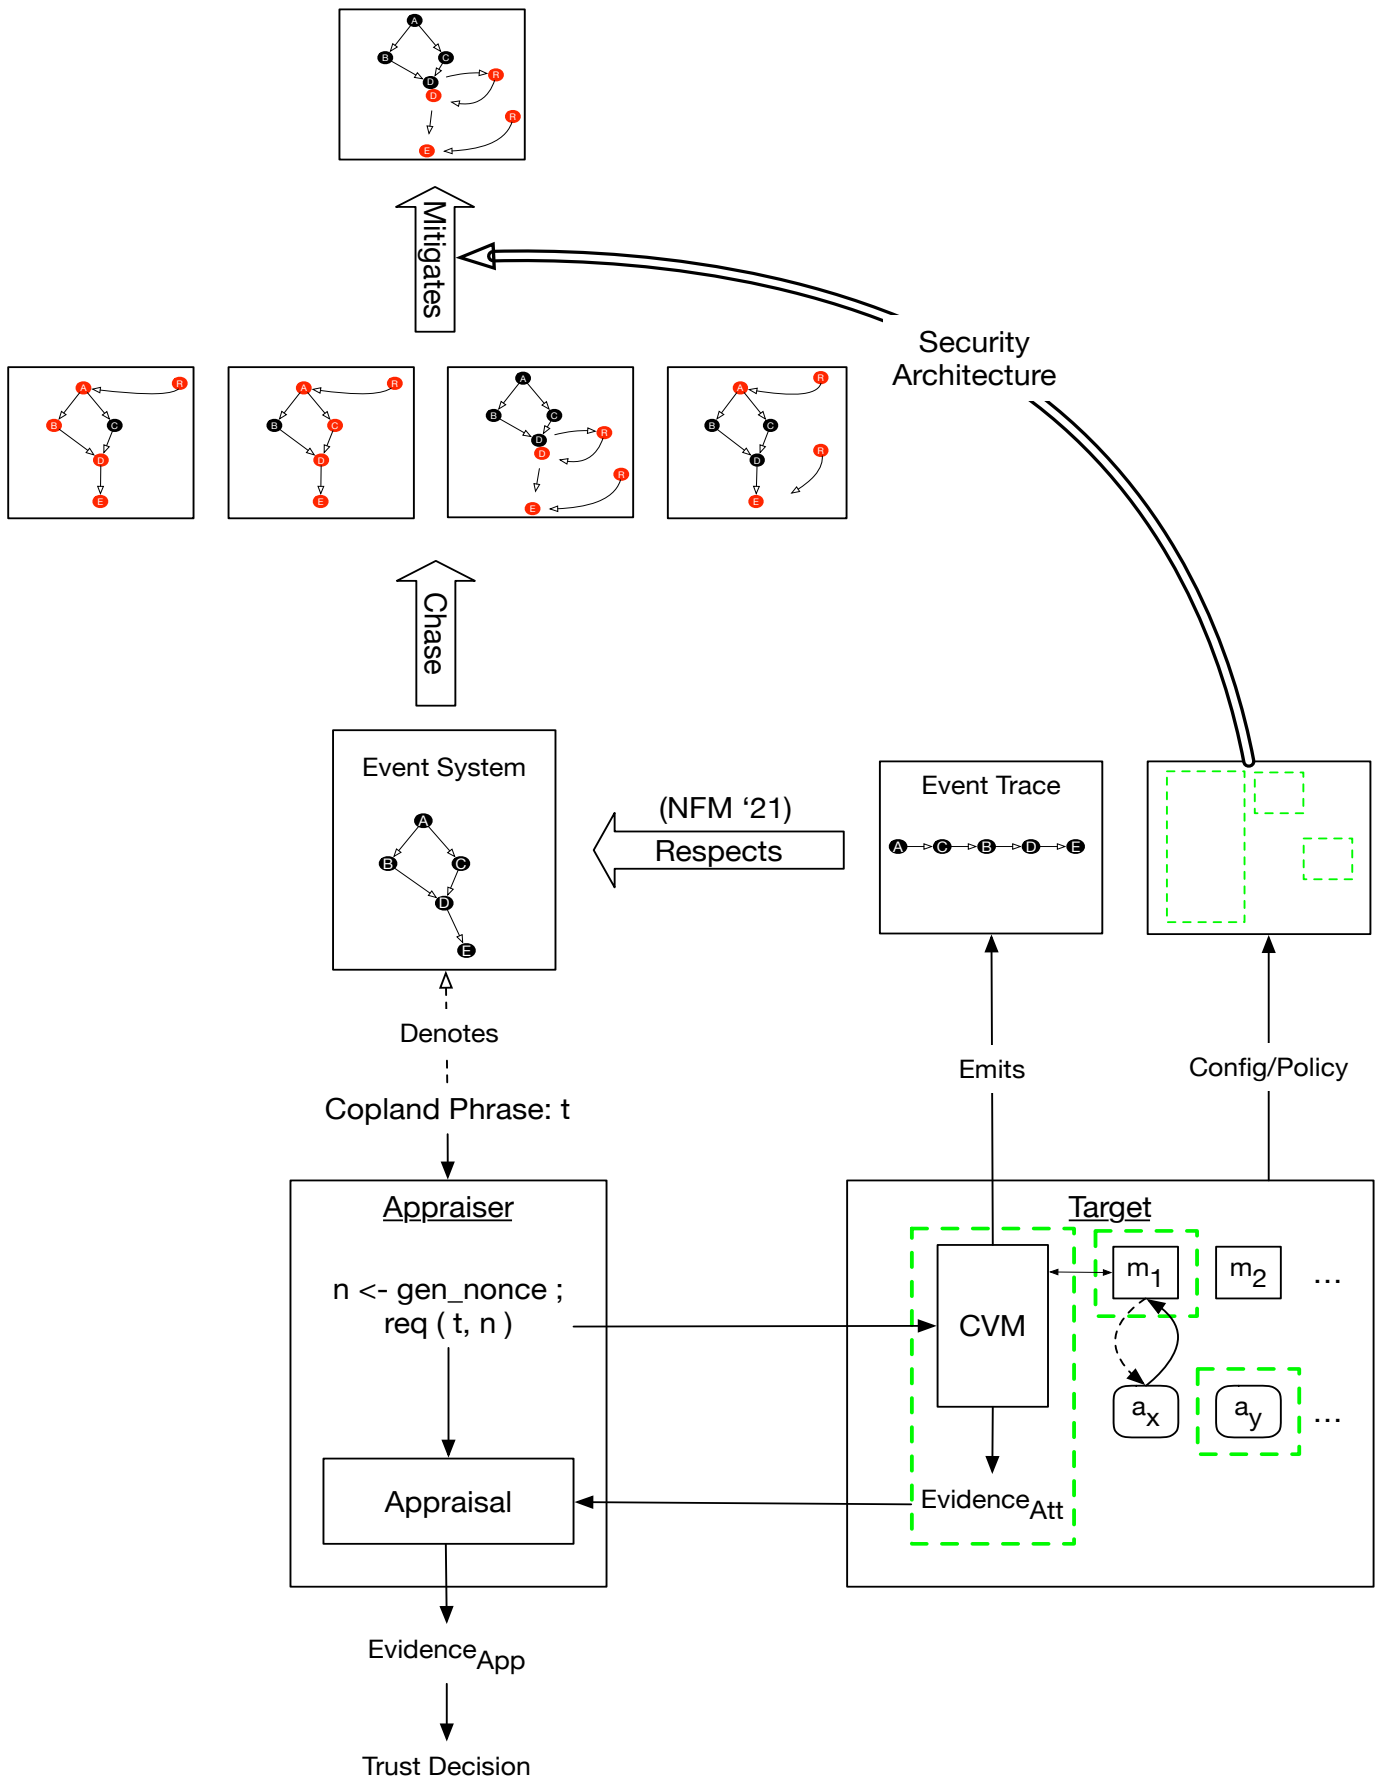 A
B
C
D
R
D
R
E
Mitigates
Security
Architecture
A
R
B
C
D
E
A
R
B
C
D
E
A
B
C
D
R
D
R
E
A
R
B
C
R
D
E
Chase
Event System
A
B
C
D
E
(NFM ‘21)
Respects
Event Trace
A C B D E
Denotes
Emits
Config/Policy
Copland Phrase: t
Appraiser
n <- gen_nonce ;
req ( t, n )
Appraisal
Target
CVM
m1
m2
...
ax
ay
...
EvidenceAtt
EvidenceApp
Trust Decision